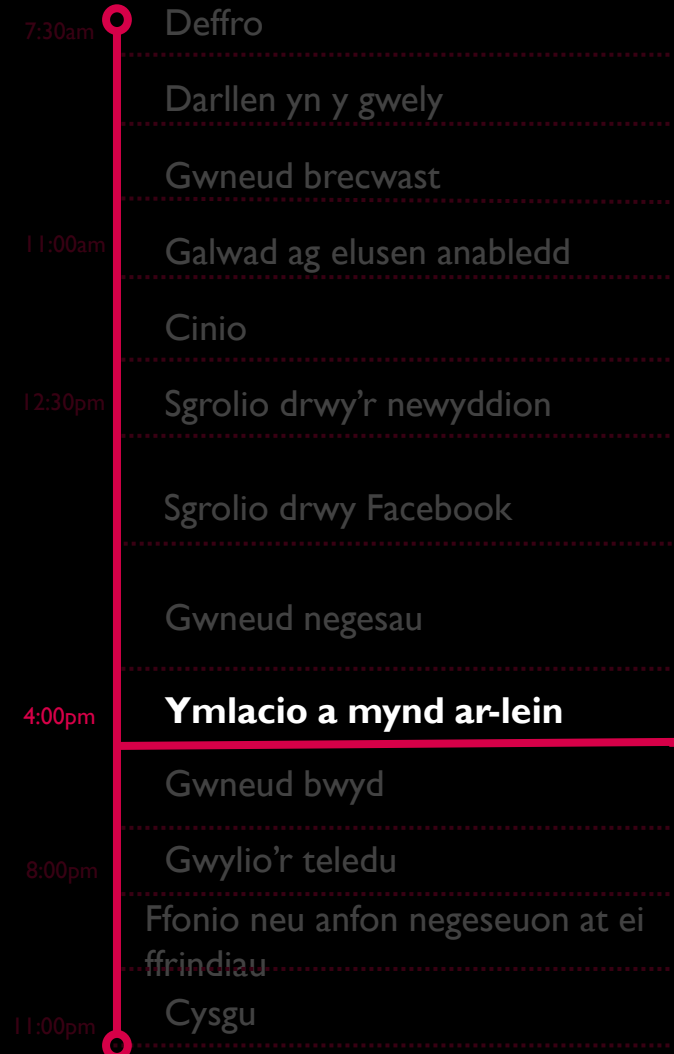 7:30am Deffro
Darllen yn y gwely
Gwneud brecwast
11:00am Galwad ag elusen anabledd
Cinio
12:30pm Sgrolio drwy’r newyddion
Sgrolio drwy Facebook
Gwneud negesau
4:00pm Ymlacio a mynd ar-lein
Gwneud bwyd
8:00pm Gwylio’r teledu
Ffonio neu anfon negeseuon at ei
ffrindiau
11:00pm Cysgu